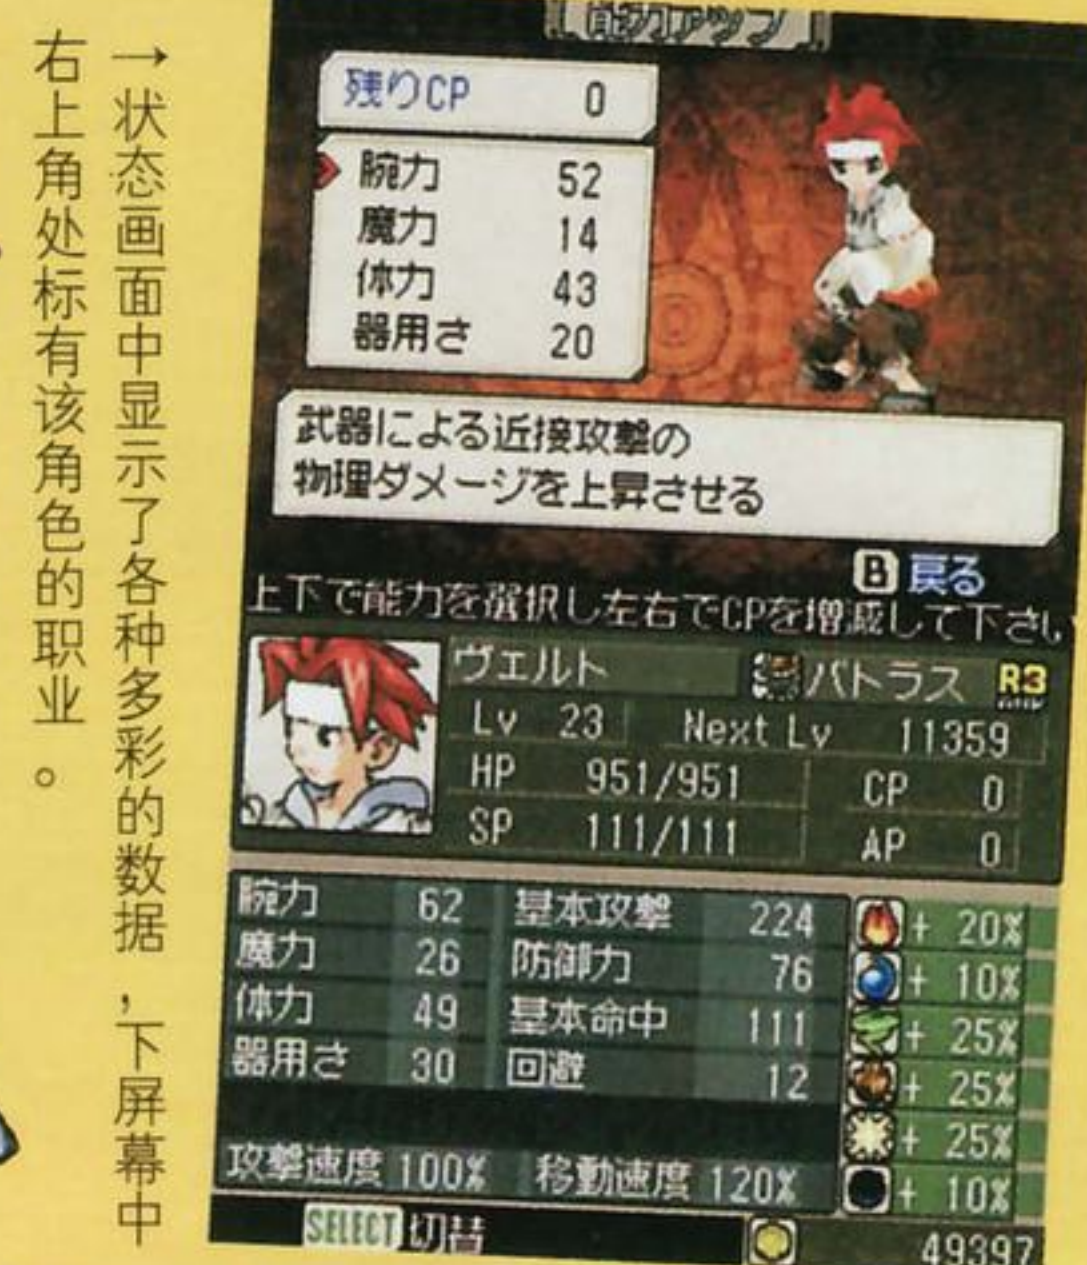 →状态画面中显示了各种多彩的数据，下屏幕中
右上角处标有该角色的职业。
能力アップ
残りCP 0
腕力 52
魔力 14
体力 43
器用さ 20
武器による近接攻撃の
物理ダメージを上昇させる
B 戻る
上下で能力を選択し左右でCPを増減して下さい
ヴェルト バトラス R3
Lv 23 Next Lv 11359
HP 951/951 CP 0
SP 111/111 AP 0
腕力 62 基本攻撃 224 + 20%
魔力 26 防御力 76 + 10%
体力 49 基本命中 111 + 25%
器用さ 30 回避 12 + 25%
+ 25%
攻撃速度 100% 移動速度 120% + 10%
SELECT 切替 49397